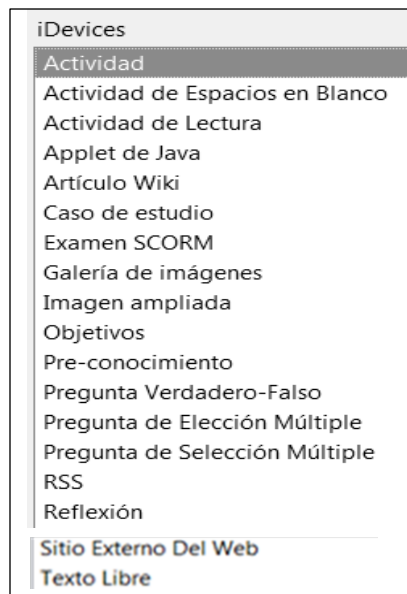 iDevices
Actividad
Actividad de Espacios en Blanco
Actividad de Lectura
Applet de Java
Artículo Wiki
Caso de estudio
Examen SCORM
Galería de imágenes
Imagen ampliada
Objetivos
Pre-conocimiento
Pregunta Verdadero-Falso
Pregunta de Elección Múltiple
Pregunta de Selección Múltiple
RSS
Reflexión
Sitio Externo Del Web
Texto Libre